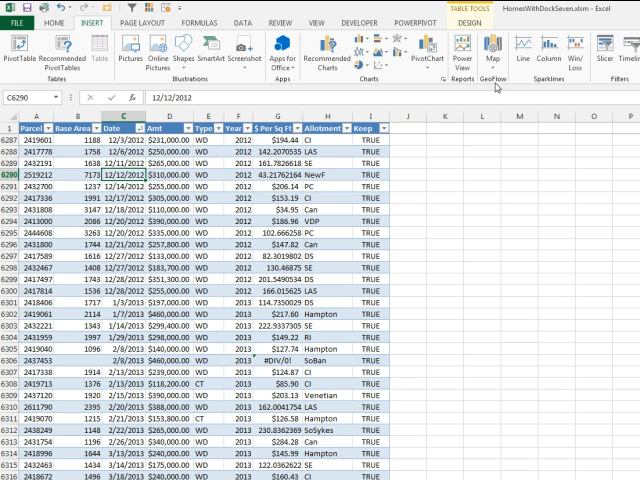 TABLE TOOLS
HomesWithDockSeven.xlsm - Excel
FILE HOME INSERT PAGE LAYOUT FORMULAS DATA REVIEW VIEW DEVELOPER POWERPIVOT DESIGN
PivotTable Recommended PivotTables Table Pictures Online Pictures Shapes SmartArt Screenshot Apps for Office Recommended Charts PivotChart Power View Map Line Column Win/Loss Slicer Timeline
Tables Illustrations Apps Charts Reports GeoFlow Sparklines Filters
C6290 fx 12/12/2012
A B C D E F G H I J K L M N O P
1 Parcel Base Area Date Amt Type Year $ Per Sq Ft Allotment Keep
6287 2419601 1188 12/3/2012 $231,000.00 WD 2012 $194.44 CI TRUE
6288 2417778 1758 12/6/2012 $250,000.00 WD 2012 142.2070535 LAS TRUE
6289 2432191 1638 12/11/2012 $265,000.00 WD 2012 161.7826618 SE TRUE
6290 2519212 7173 12/12/2012 $310,000.00 WD 2012 43.21762164 NewF TRUE
6291 2432700 1237 12/14/2012 $255,000.00 WD 2012 $206.14 PC TRUE
6292 2417336 1991 12/17/2012 $305,000.00 WD 2012 $153.19 CI TRUE
6293 2431808 3147 12/18/2012 $110,000.00 WD 2012 $34.95 Can TRUE
6294 2413000 2086 12/20/2012 $390,000.00 WD 2012 $186.96 VDP TRUE
6295 2444608 3263 12/20/2012 $335,000.00 WD 2012 102.666258 PC TRUE
6296 2431800 1744 12/21/2012 $257,800.00 WD 2012 $147.82 Can TRUE
6297 2417589 1616 12/27/2012 $133,000.00 WD 2012 82.3019802 DS TRUE
6298 2432467 1408 12/28/2012 $183,700.00 WD 2012 130.46875 SE TRUE
6299 2417497 1743 12/28/2012 $351,300.00 WD 2012 201.5490534 DS TRUE
6300 2417814 1536 12/28/2012 $255,000.00 WD 2012 166.015625 LAS TRUE
6301 2418406 1717 1/3/2013 $197,000.00 WD 2013 114.7350029 DS TRUE
6302 2419061 2114 1/7/2013 $460,000.00 WD 2013 $217.60 Hampton TRUE
6303 2432221 1343 1/14/2013 $299,400.00 WD 2013 222.9337305 SE TRUE
6304 2431959 1997 1/29/2013 $298,000.00 WD 2013 $149.22 RI TRUE
6305 2419040 1096 2/8/2013 $140,000.00 WD 2013 $127.74 Hampton TRUE
6306 2437453 2/8/2013 $460,000.00 WD 2013 #DIV/0! SoBan TRUE
6307 2417338 1914 2/13/2013 $239,000.00 WD 2013 $124.87 CI TRUE
6308 2419713 1376 2/13/2013 $118,200.00 CT 2013 $85.90 CI TRUE
6309 2437120 1920 2/15/2013 $390,000.00 WD 2013 $203.13 Venetian TRUE
6310 2611790 2395 2/20/2013 $388,000.00 WD 2013 162.0041754 LAS TRUE
6311 2419070 1215 2/21/2013 $153,800.00 CT 2013 $126.58 Hampton TRUE
6312 2438249 1148 2/22/2013 $265,000.00 WD 2013 230.8362369 SoSykes TRUE
6313 2431754 1196 2/26/2013 $340,000.00 WD 2013 $284.28 Can TRUE
6314 2418996 1644 3/13/2013 $240,000.00 WD 2013 $145.99 Hampton TRUE
6315 2432463 1434 3/14/2013 $175,000.00 WD 2013 122.0362622 SE TRUE
6316 2418672 1496 3/18/2013 $240,000.00 WD 2013 $160.43 CI TRUE